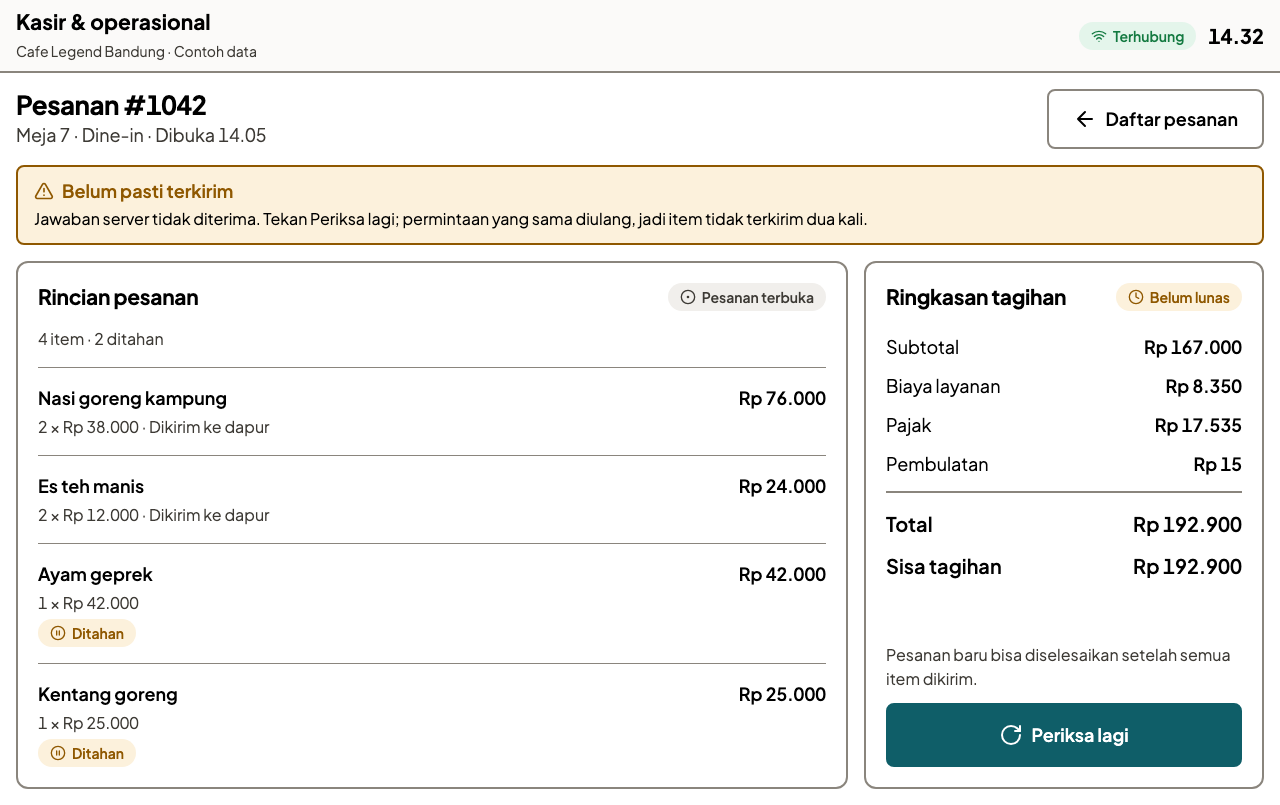 Kasir & operasional
Cafe Legend Bandung · Contoh data
Terhubung
14.32
Pesanan #1042
Meja 7 · Dine-in · Dibuka 14.05
Daftar pesanan
Belum pasti terkirim
Jawaban server tidak diterima. Tekan Periksa lagi; permintaan yang sama diulang, jadi item tidak terkirim dua kali.
Rincian pesanan
Pesanan terbuka
4 item · 2 ditahan
Nasi goreng kampung
Rp 76.000
2 × Rp 38.000 · Dikirim ke dapur
Es teh manis
Rp 24.000
2 × Rp 12.000 · Dikirim ke dapur
Ayam geprek
Rp 42.000
1 × Rp 42.000
Ditahan
Kentang goreng
Rp 25.000
1 × Rp 25.000
Ditahan
Ringkasan tagihan
Belum lunas
Subtotal
Rp 167.000
Biaya layanan
Rp 8.350
Pajak
Rp 17.535
Pembulatan
Rp 15
Total
Rp 192.900
Sisa tagihan
Rp 192.900
Pesanan baru bisa diselesaikan setelah semua
item dikirim.
Periksa lagi